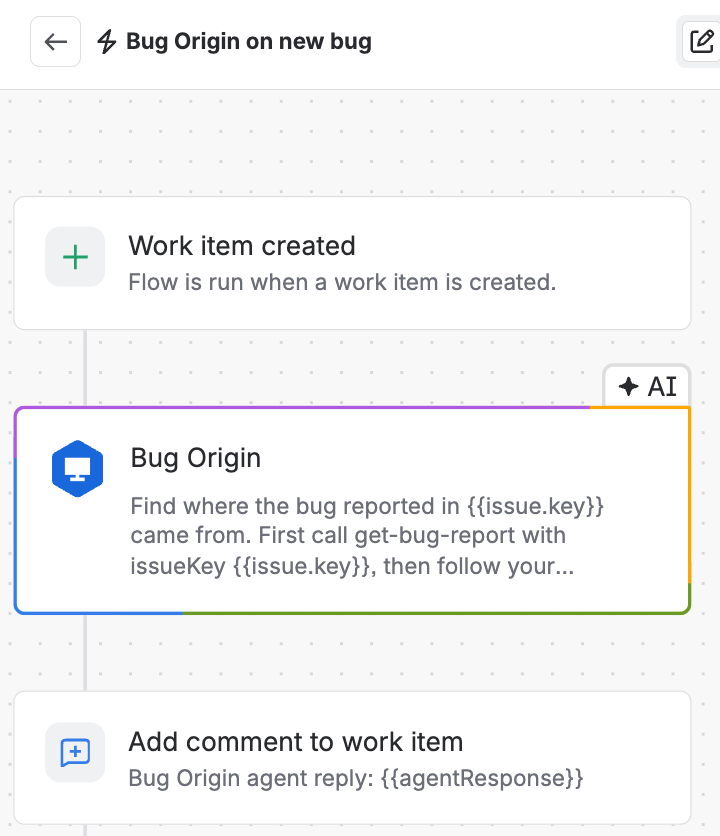 Bug Origin on new bug
Work item created
Flow is run when a work item is created.
AI
Bug Origin
Find where the bug reported in {{issue.key}}
came from. First call get-bug-report with
issueKey {{issue.key}}, then follow your...
Add comment to work item
Bug Origin agent reply: {{agentResponse}}